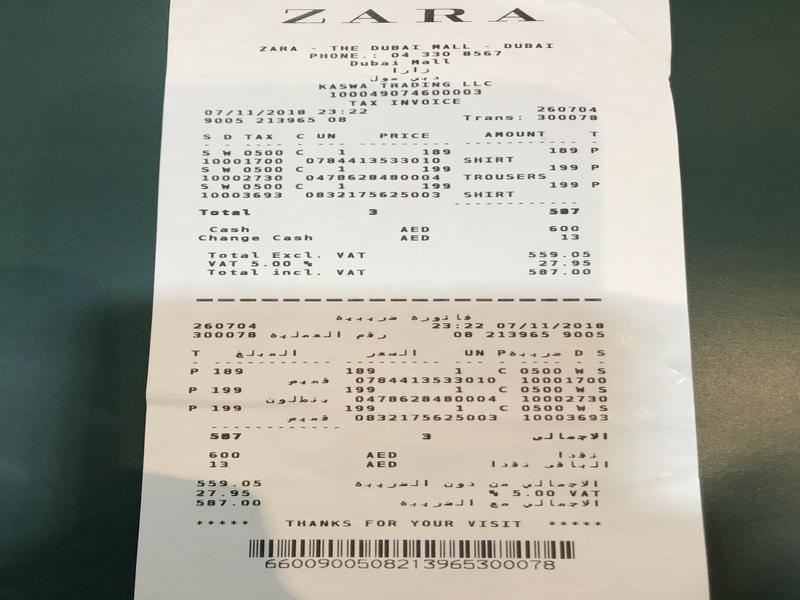 ZARA
ZARA - THE DUBAI MALL - DUBAI
PHONE.: 04 330 8567
Dubai Mall
زارا
دبي مول
KASWA TRADING LLC
100049074600003
TAX INVOICE
07/11/2018 23:22 260704
9005 213965 08 Trans: 300078
S D TAX C UN PRICE AMOUNT T
S W 0500 C 1 189 189 P
10001700 0784413533010 SHIRT
S W 0500 C 1 199 199 P
10002730 0478628480004 TROUSERS
S W 0500 C 1 199 199 P
10003693 0832175625003 SHIRT
Total 3 587
Cash AED 600
Change Cash AED 13
Total Excl. VAT 559.05
VAT 5.00 % 27.95
Total incl. VAT 587.00
فاتورة ضريبية
260704 23:22 07/11/2018
300078 رقم العملية 08 213965 9005
T المبلغ السعر UN P ضريبة D S
P 189 189 1 C 0500 W S
قميص 0784413533010 10001700
P 199 199 1 C 0500 W S
بنطلون 0478628480004 10002730
P 199 199 1 C 0500 W S
قميص 0832175625003 10003693
587 3 الاجمالى
600 AED نقدا
13 AED الباقى نقدا
559.05 الاجمالي من دون الضريبة
27.95 % 5.00 VAT
587.00 الاجمالي مع الضريبة
***** THANKS FOR YOUR VISIT *****
6600900508213965300078